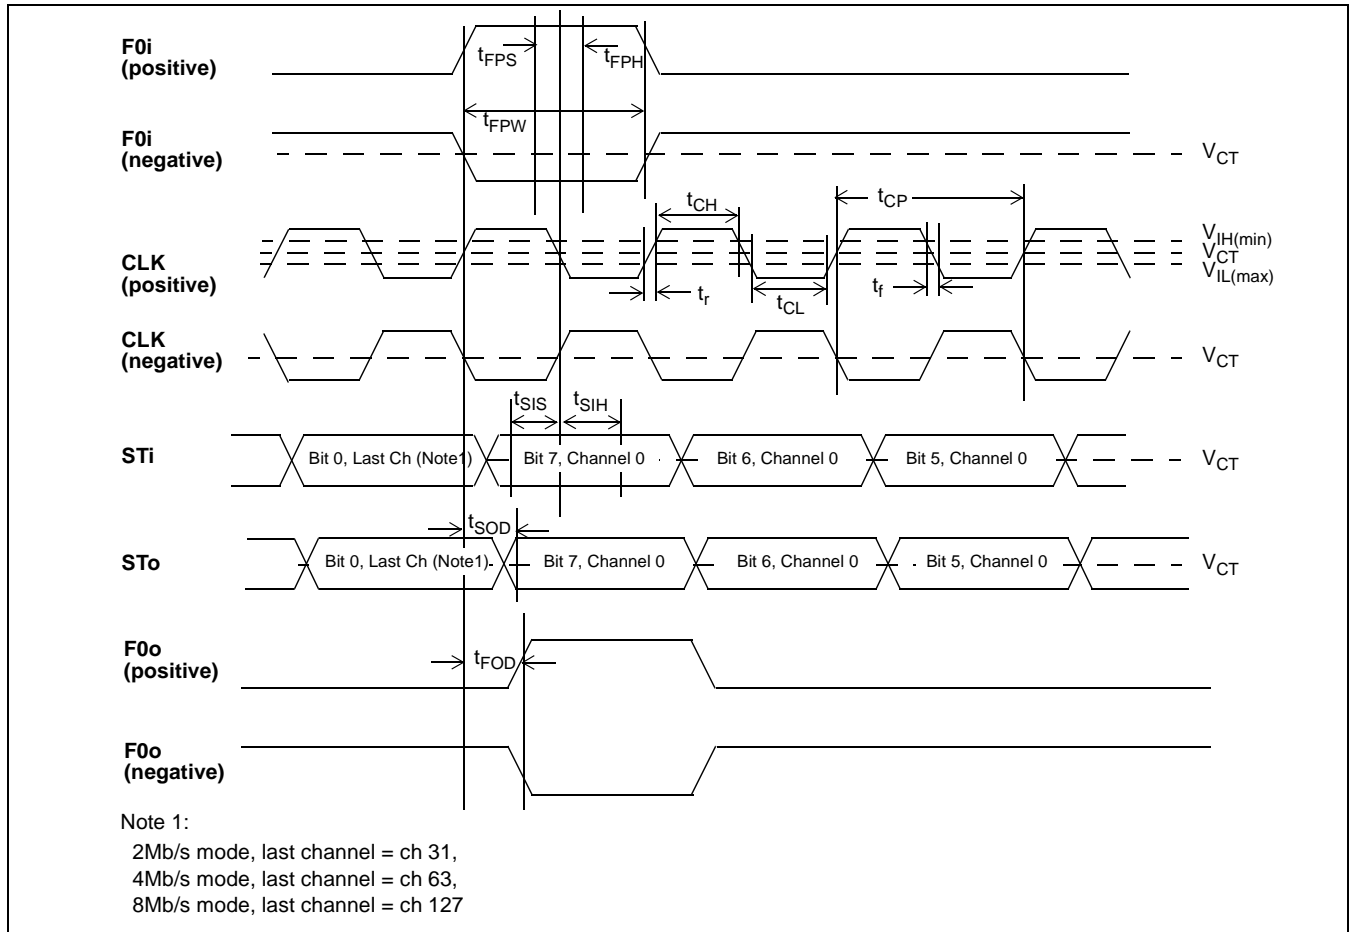 F0i
(positive)
tFPS
tFPH
tFPW
F0i
(negative)
VCT
tCH
tCP
CLK
(positive)
VIH(min)
VCT
VIL(max)
tr
tCL
tf
CLK
(negative)
VCT
tSIS
tSIH
STi
Bit 0, Last Ch (Note1)
Bit 7, Channel 0
Bit 6, Channel 0
Bit 5, Channel 0
VCT
tSOD
STo
Bit 0, Last Ch (Note1)
Bit 7, Channel 0
Bit 6, Channel 0
Bit 5, Channel 0
VCT
F0o
(positive)
tFOD
F0o
(negative)
Note 1:
2Mb/s mode, last channel = ch 31,
4Mb/s mode, last channel = ch 63,
8Mb/s mode, last channel = ch 127